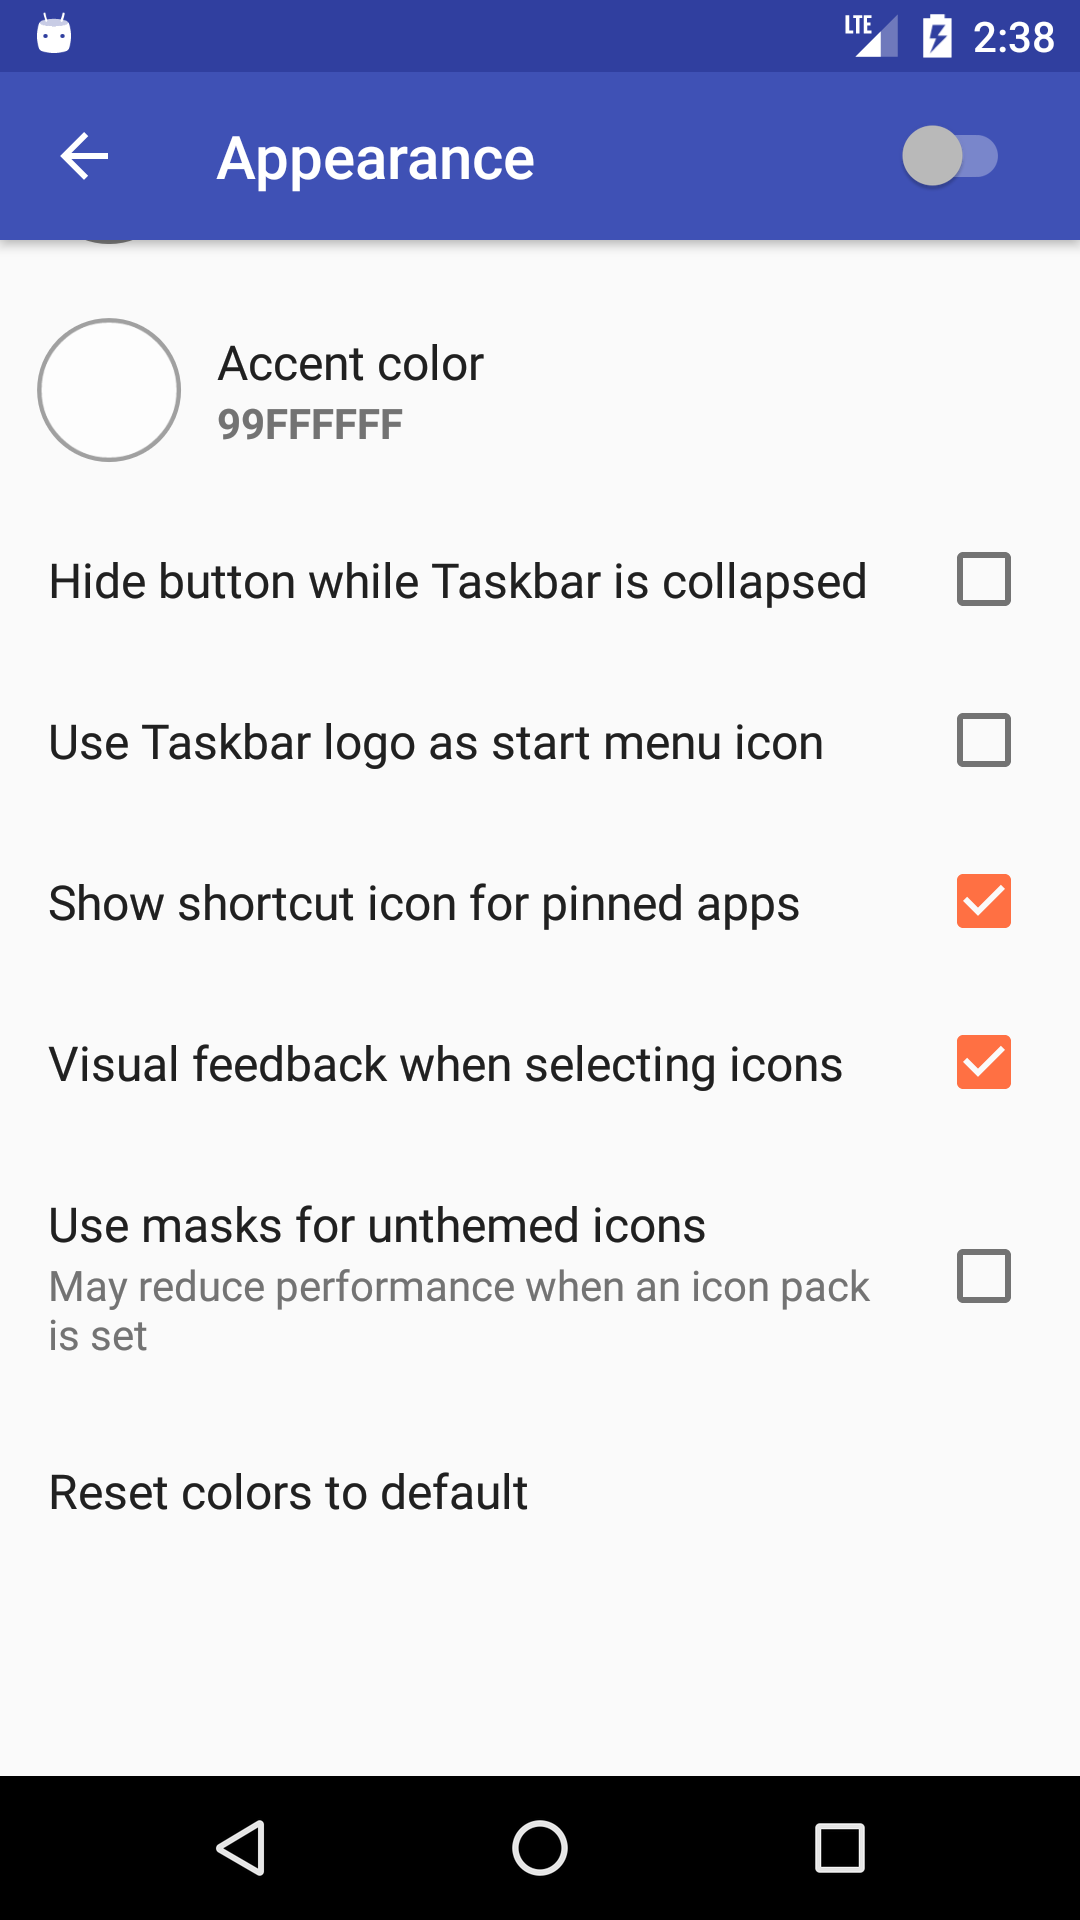 LTE 2:38
Appearance
Accent color
99FFFFFF
Hide button while Taskbar is collapsed
Use Taskbar logo as start menu icon
Show shortcut icon for pinned apps
Visual feedback when selecting icons
Use masks for unthemed icons
May reduce performance when an icon pack
is set
Reset colors to default